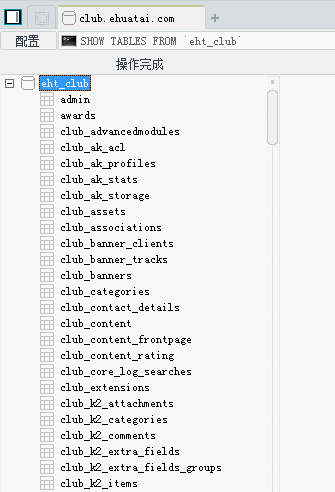 club.ehuatai.com
配置
SHOW TABLES FROM `eht_club`
操作完成
eht_club
admin
awards
club_advancedmodules
club_ak_acl
club_ak_profiles
club_ak_stats
club_ak_storage
club_assets
club_associations
club_banner_clients
club_banner_tracks
club_banners
club_categories
club_contact_details
club_content
club_content_frontpage
club_content_rating
club_core_log_searches
club_extensions
club_k2_attachments
club_k2_categories
club_k2_comments
club_k2_extra_fields
club_k2_extra_fields_groups
club_k2_items